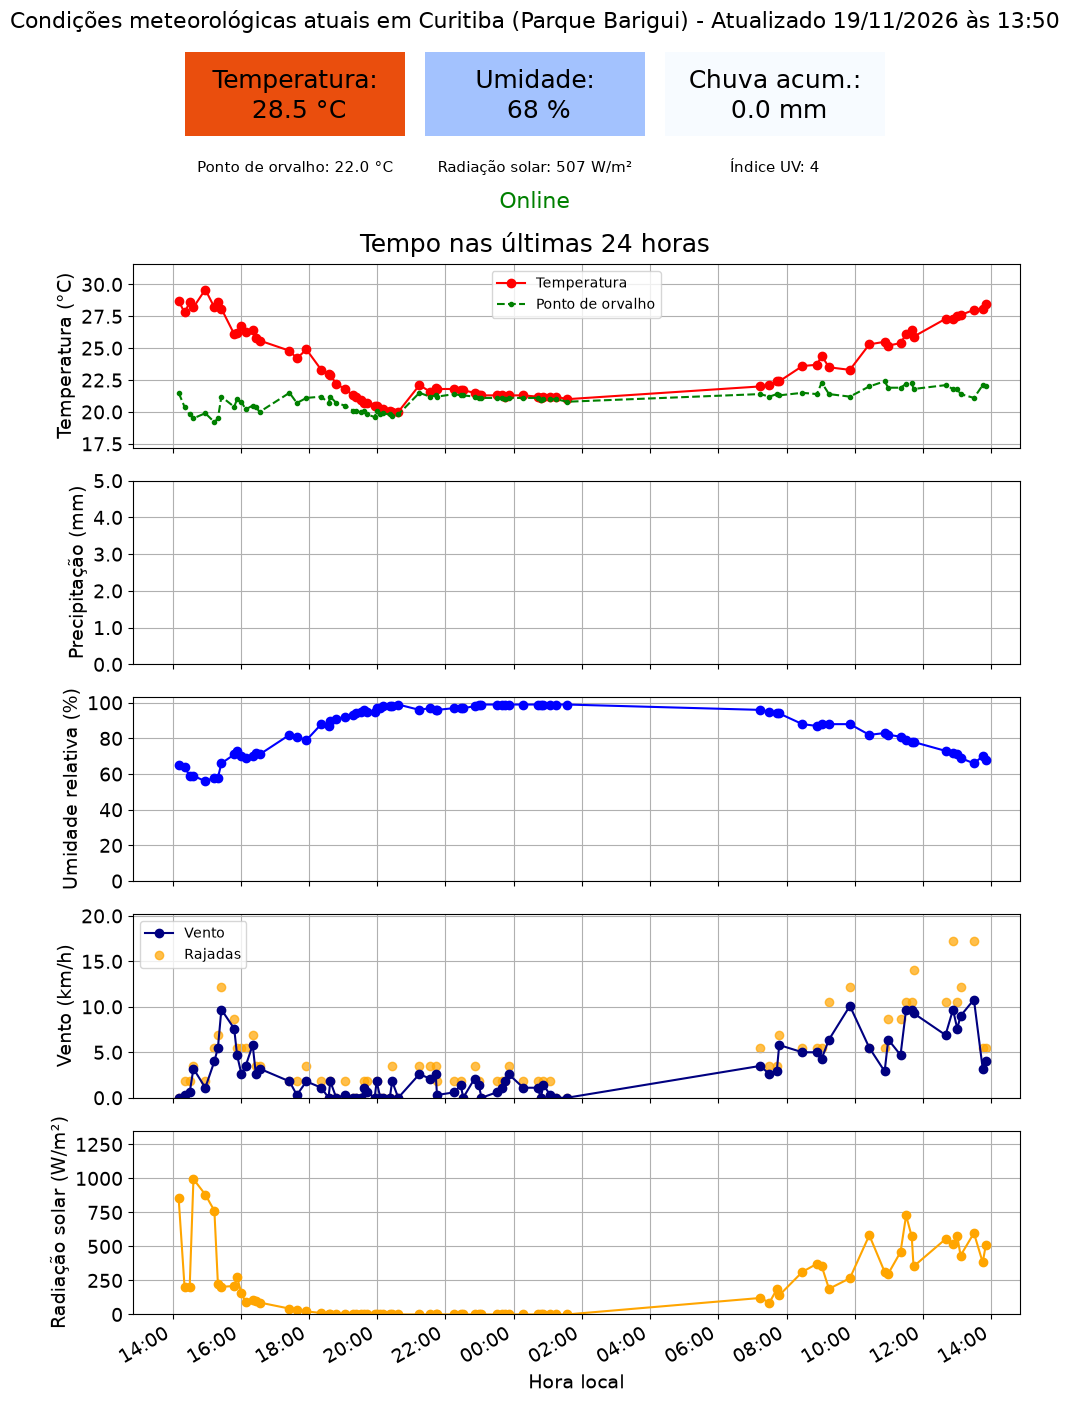 Condições meteorológicas atuais em Curitiba (Parque Barigui) - Atualizado 19/11/2026 às 13:50
Temperatura:
28.5 °C
Umidade:
68 %
Chuva acum.:
0.0 mm
Ponto de orvalho: 22.0 °C
Radiação solar: 507 W/m²
Índice UV: 4
Online
Tempo nas últimas 24 horas
Temperatura (°C)
30.0
27.5
25.0
22.5
20.0
17.5
Temperatura
Ponto de orvalho
Precipitação (mm)
5.0
4.0
3.0
2.0
1.0
0.0
Umidade relativa (%)
100
80
60
40
20
0
Vento (km/h)
20.0
15.0
10.0
5.0
0.0
Vento
Rajadas
Radiação solar (W/m²)
1250
1000
750
500
250
0
14:00
16:00
18:00
20:00
22:00
00:00
02:00
04:00
06:00
08:00
10:00
12:00
14:00
Hora local